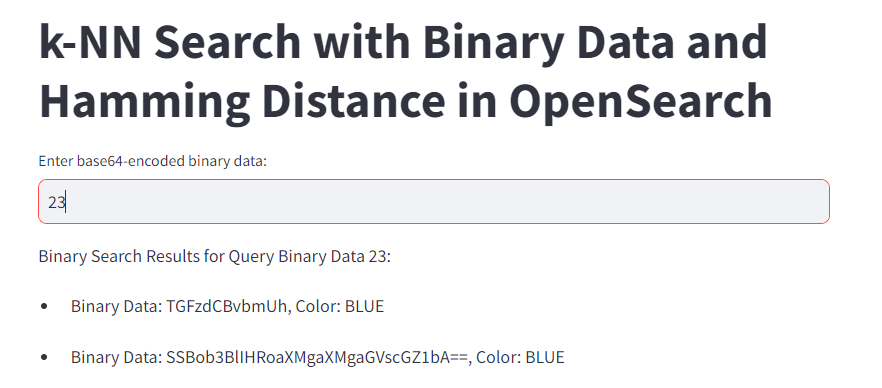 k-NN Search with Binary Data and
Hamming Distance in OpenSearch
Enter base64-encoded binary data:
23
Binary Search Results for Query Binary Data 23:
• Binary Data: TGFzdCBvbmUh, Color: BLUE
• Binary Data: SSBob3BlIHRoaXMgaXMgaGVscGZ1bA==, Color: BLUE